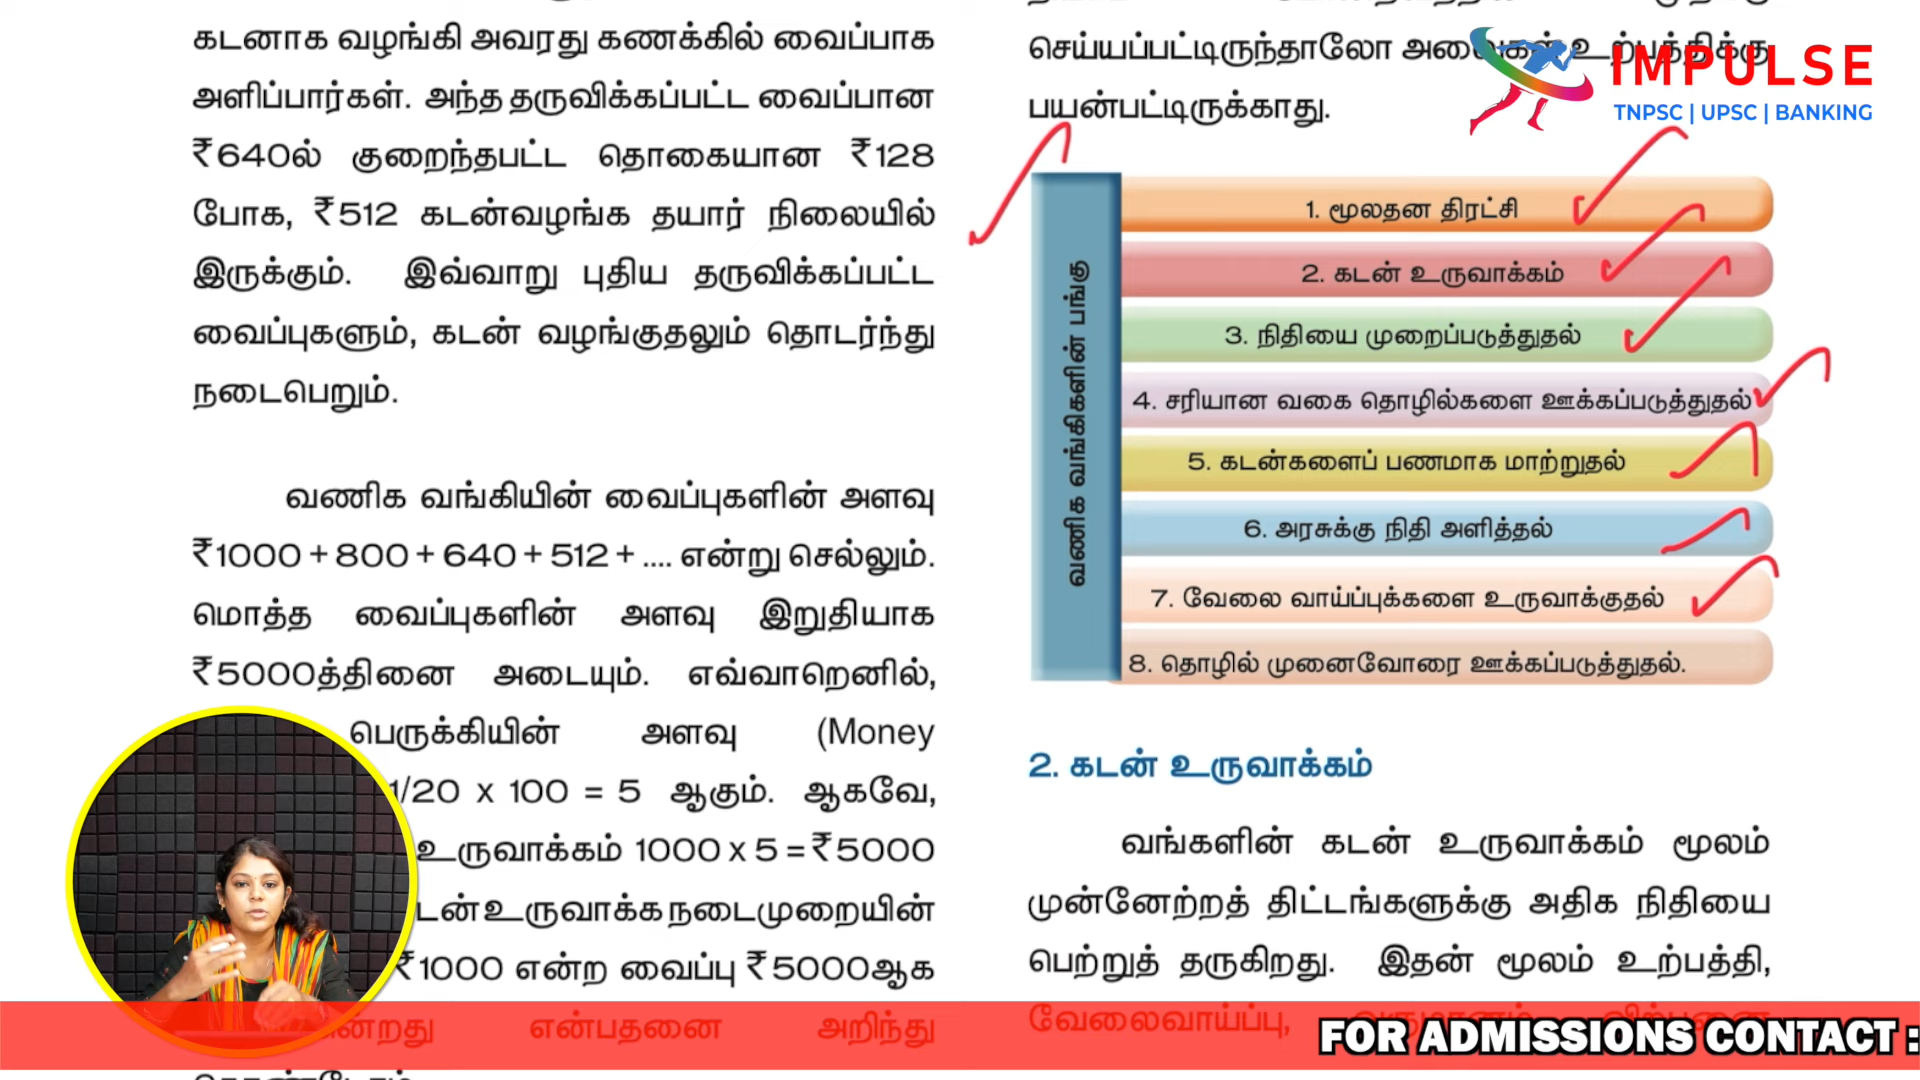 கடனாக வழங்கி அவரது கணக்கில் வைப்பாக
அளிப்பார்கள். அந்த தருவிக்கப்பட்ட வைப்பான
₹640ல் குறைந்தபட்ட தொகையான ₹128
போக, ₹512 கடன்வழங்க தயார் நிலையில்
இருக்கும். இவ்வாறு புதிய தருவிக்கப்பட்ட
வைப்புகளும், கடன் வழங்குதலும் தொடர்ந்து
நடைபெறும்.
வணிக வங்கியின் வைப்புகளின் அளவு
₹1000 + 800 + 640 + 512 + .... என்று செல்லும்.
மொத்த வைப்புகளின் அளவு இறுதியாக
₹5000த்தினை அடையும். எவ்வாறெனில்,
பெருக்கியின் அளவு (Money
1/20 x 100 = 5 ஆகும். ஆகவே,
உருவாக்கம் 1000 x 5 = ₹5000
டன் உருவாக்க நடைமுறையின்
₹1000 என்ற வைப்பு ₹5000ஆக
என்பதனை அறிந்து
செய்யப்பட்டிருந்தாலோ அவைகள் உற்பத்திக்கு
பயன்பட்டிருக்காது.
IMPULSE
TNPSC | UPSC | BANKING
வணிக வங்கிகளின் பங்கு
1. மூலதன திரட்சி
2. கடன் உருவாக்கம்
3. நிதியை முறைப்படுத்துதல்
4. சரியான வகை தொழில்களை ஊக்கப்படுத்துதல்
5. கடன்களைப் பணமாக மாற்றுதல்
6. அரசுக்கு நிதி அளித்தல்
7. வேலை வாய்ப்புக்களை உருவாக்குதல்
8. தொழில் முனைவோரை ஊக்கப்படுத்துதல்.
2. கடன் உருவாக்கம்
வங்களின் கடன் உருவாக்கம் மூலம்
முன்னேற்றத் திட்டங்களுக்கு அதிக நிதியை
பெற்றுத் தருகிறது. இதன் மூலம் உற்பத்தி,
வேலைவாய்ப்பு,
FOR ADMISSIONS CONTACT :